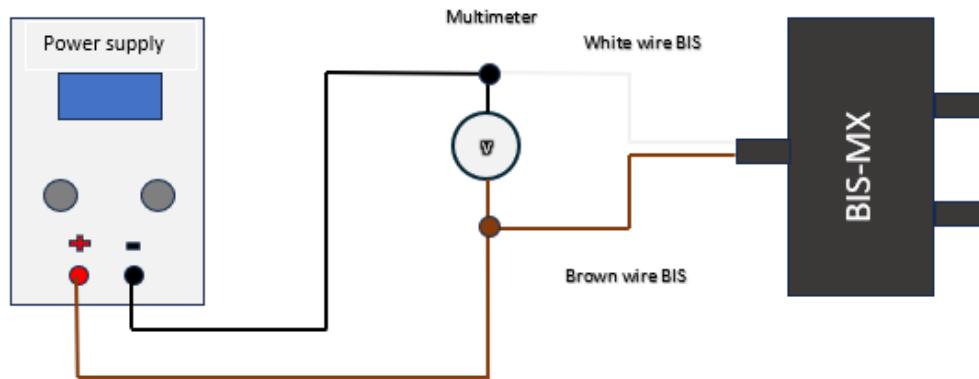 Multimeter
Power supply
White wire BIS
V
BIS-MX
+ -
Brown wire BIS